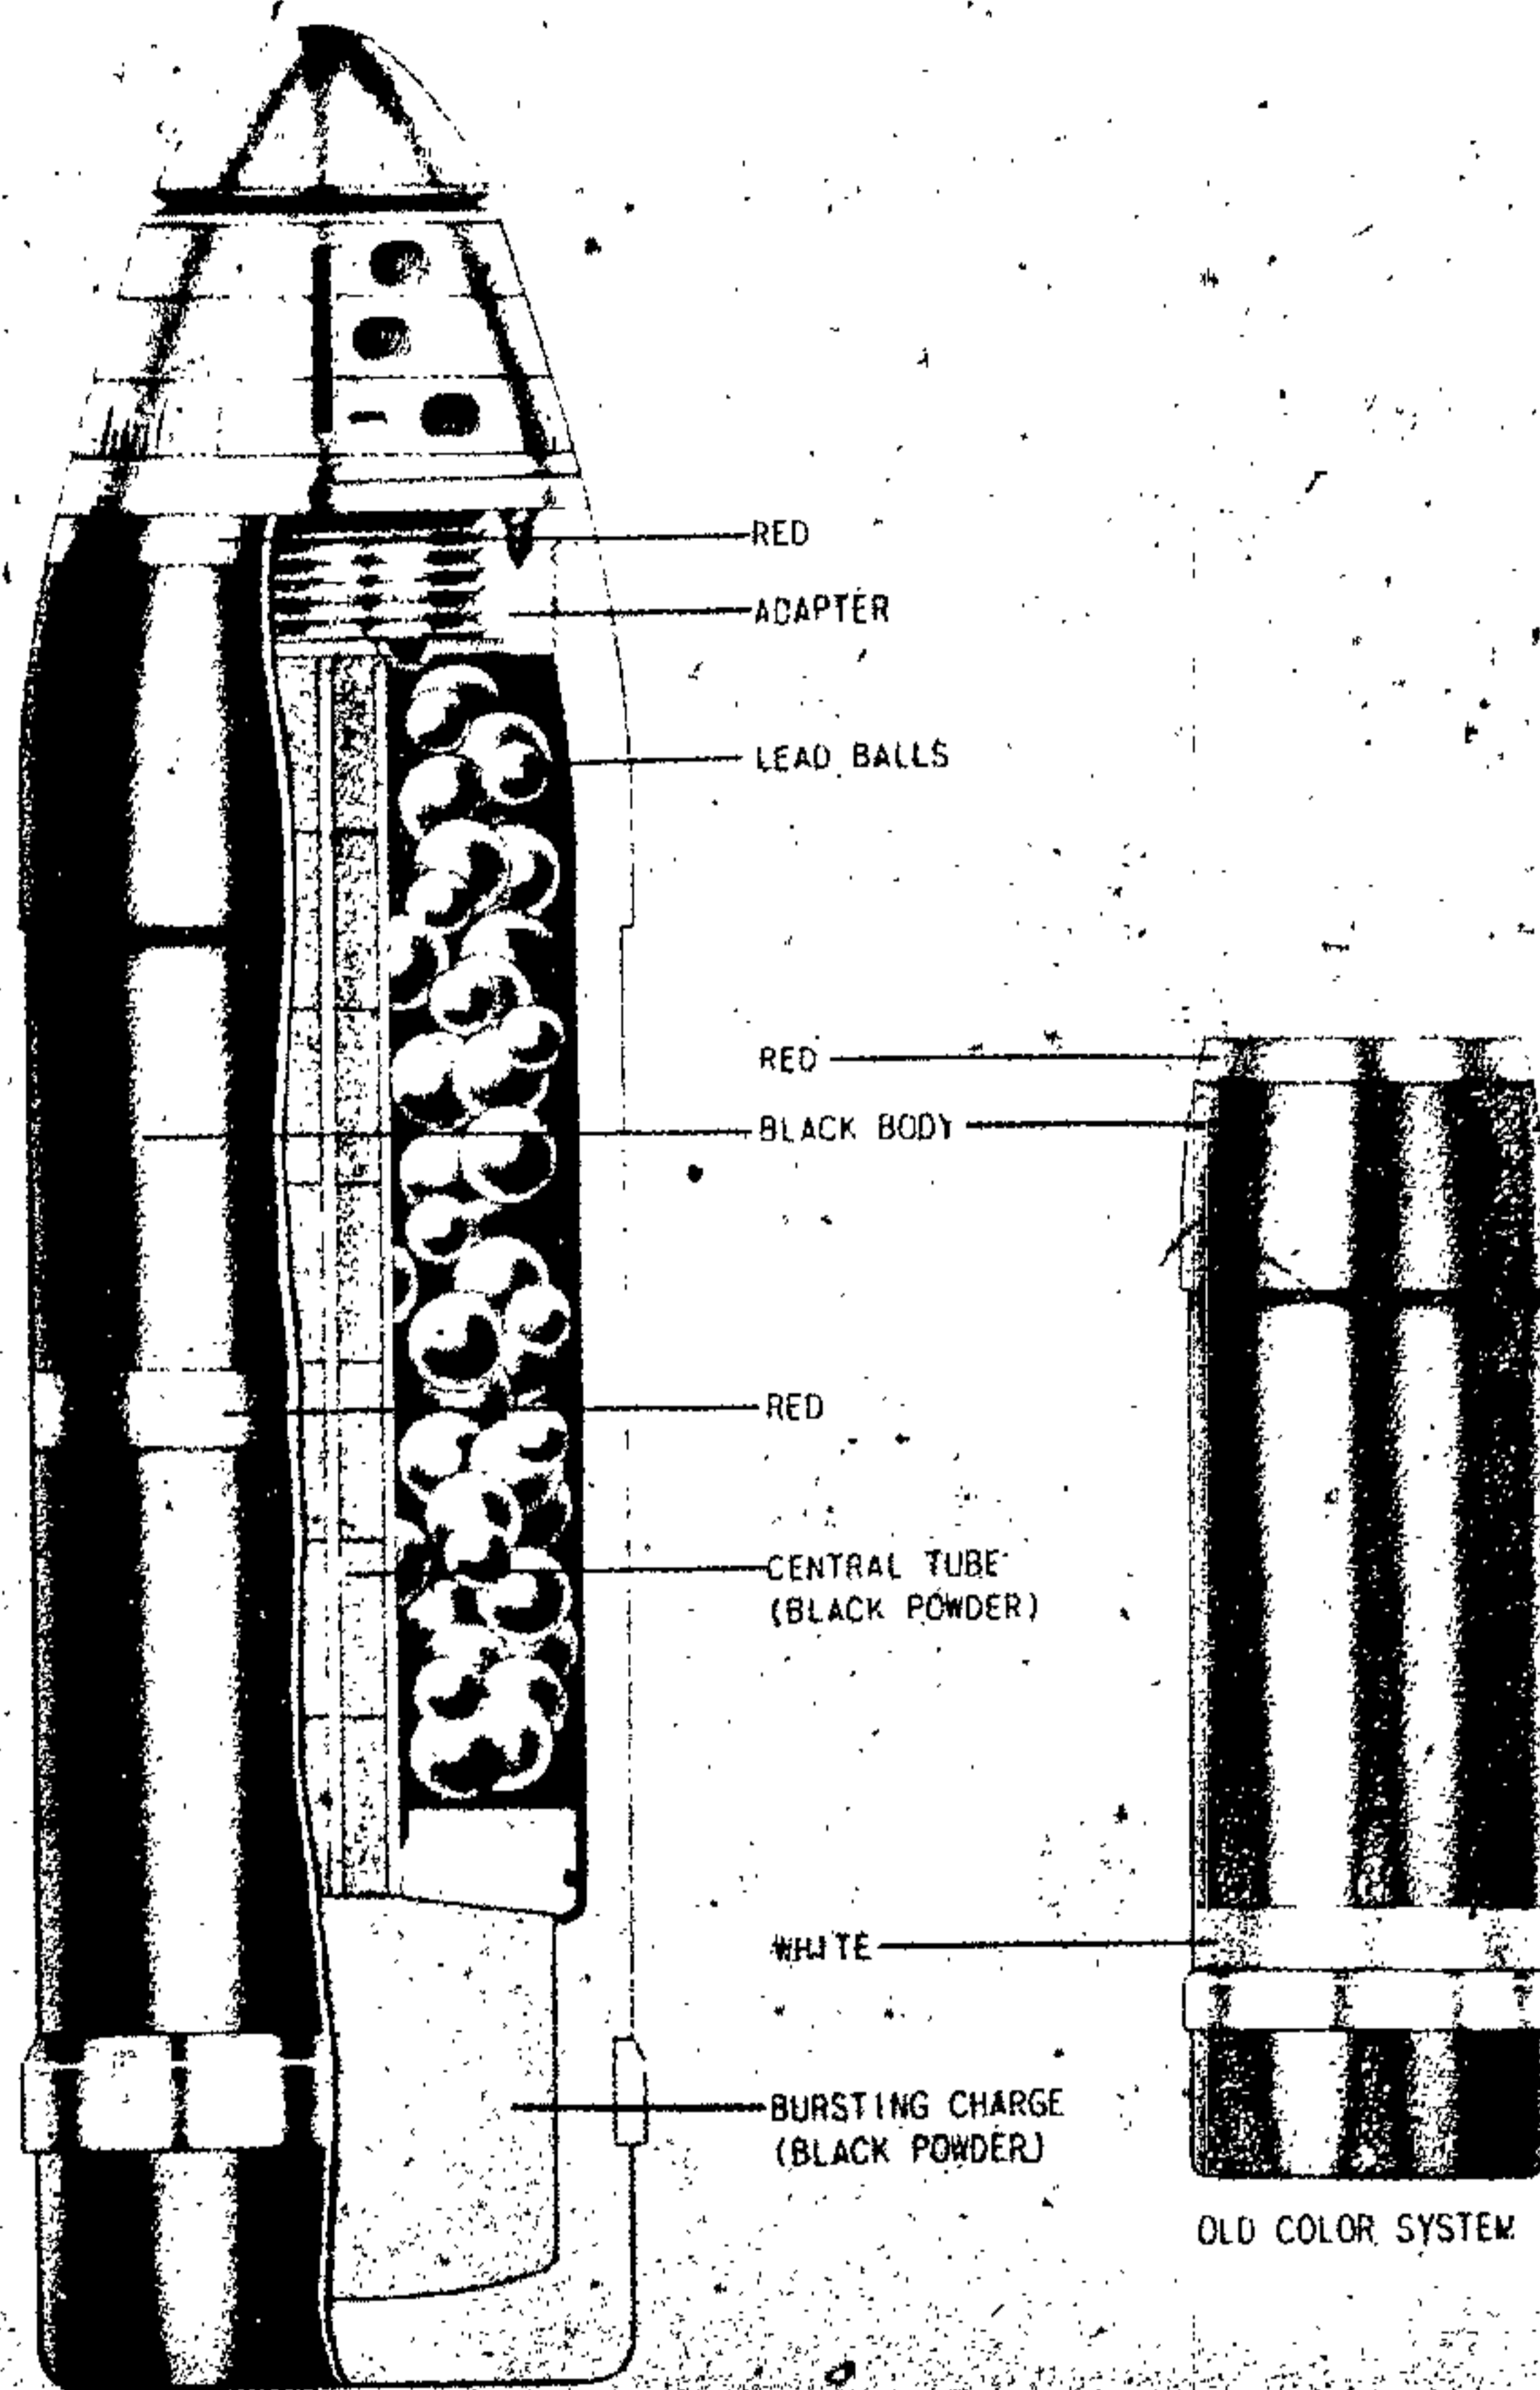 RED
ADAPTER
LEAD BALLS
RED
BLACK BODY
RED
CENTRAL TUBE
(BLACK POWDER)
WHITE
BURSTING CHARGE
(BLACK POWDER)
OLD COLOR SYSTEM